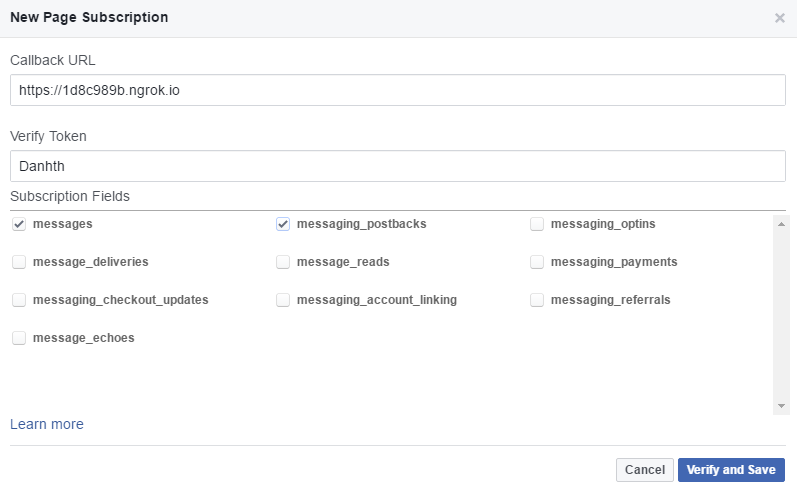 New Page Subscription ×
Callback URL
https://1d8c989b.ngrok.io
Verify Token
Danhth
Subscription Fields
messages messaging_postbacks messaging_optins
message_deliveries message_reads messaging_payments
messaging_checkout_updates messaging_account_linking messaging_referrals
message_echoes
Learn more
Cancel Verify and Save